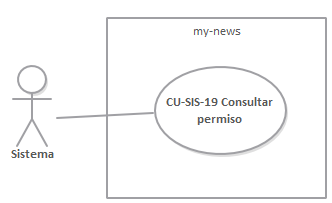 my-news
CU-SIS-19 Consultar
permiso
Sistema